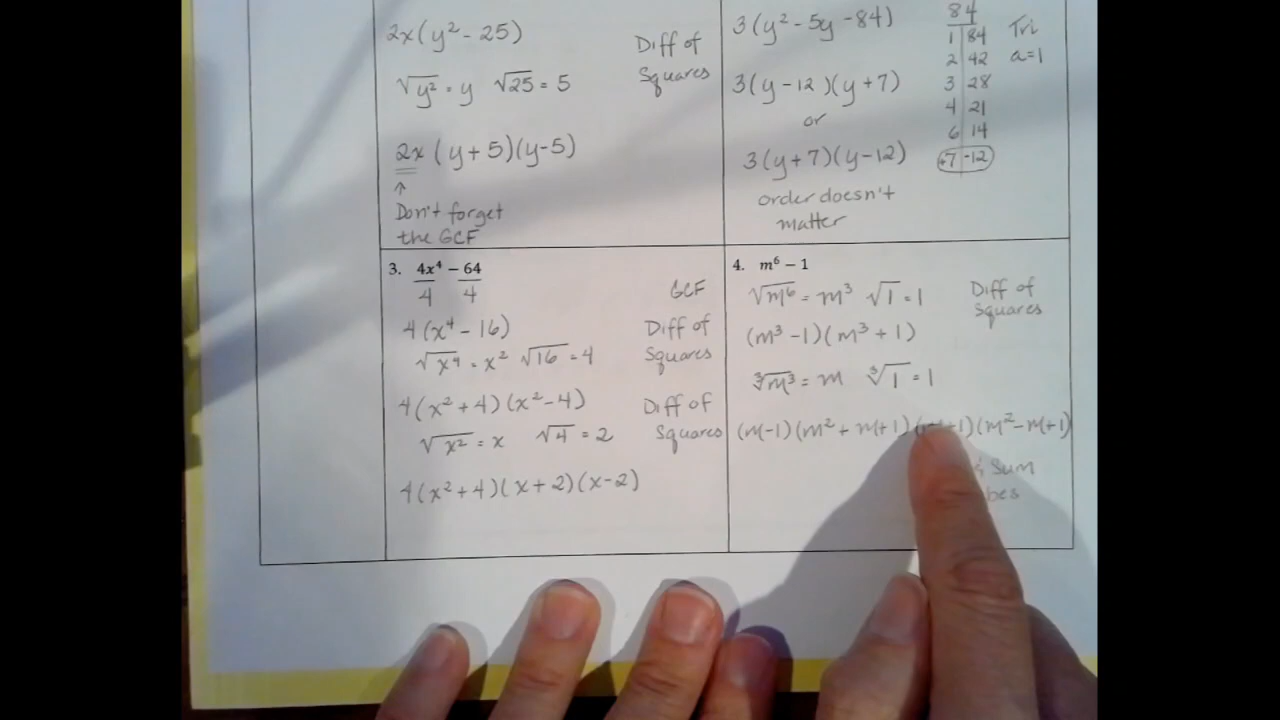 2x(y² - 25)
Diff of
Squares
√y² = y √25 = 5
2x(y+5)(y-5)
↑
Don't forget
the GCF
3(y² - 5y - 84)
84
1 | 84
2 | 42
3 | 28
4 | 21
6 | 14
+7 | -12
Tri
a=1
3(y-12)(y+7)
or
3(y+7)(y-12)
order doesn't
matter
3. 4x⁴ − 64
4 4
GCF
4(x⁴ - 16)
Diff of
Squares
√x⁴ = x² √16 = 4
4(x²+4)(x²-4)
Diff of
Squares
√x² = x √4 = 2
4(x²+4)(x+2)(x-2)
4. m⁶ − 1
√m⁶ = m³ √1 = 1
Diff of
Squares
(m³ - 1)(m³ + 1)
∛m³ = m ∛1 = 1
(m-1)(m² + m+1)( +1)(m² - m+1)
Sum